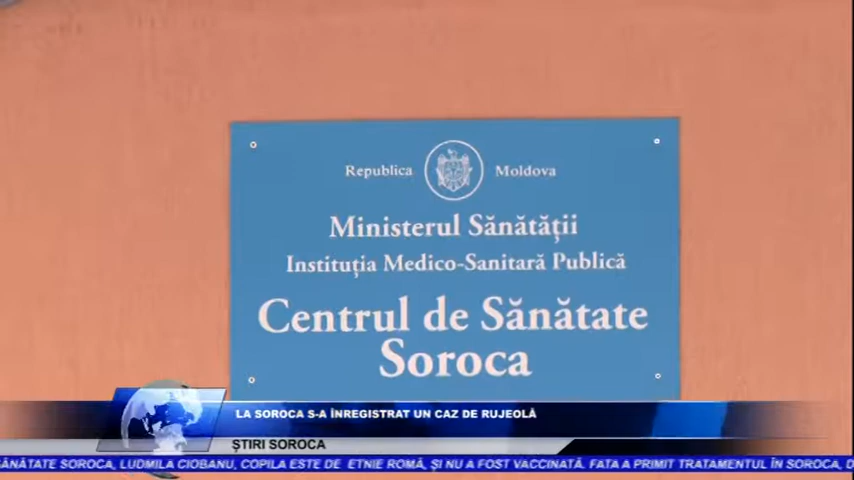 Republica Moldova
Ministerul Sănătății
Instituția Medico-Sanitară Publică
Centrul de Sănătate
Soroca
LA SOROCA S-A ÎNREGISTRAT UN CAZ DE RUJEOLĂ
ȘTIRI SOROCA
SĂNĂTATE SOROCA, LUDMILA CIOBANU, COPILA ESTE DE ETNIE ROMĂ, ȘI NU A FOST VACCINATĂ. FATA A PRIMIT TRATAMENTUL ÎN SOROCA, D